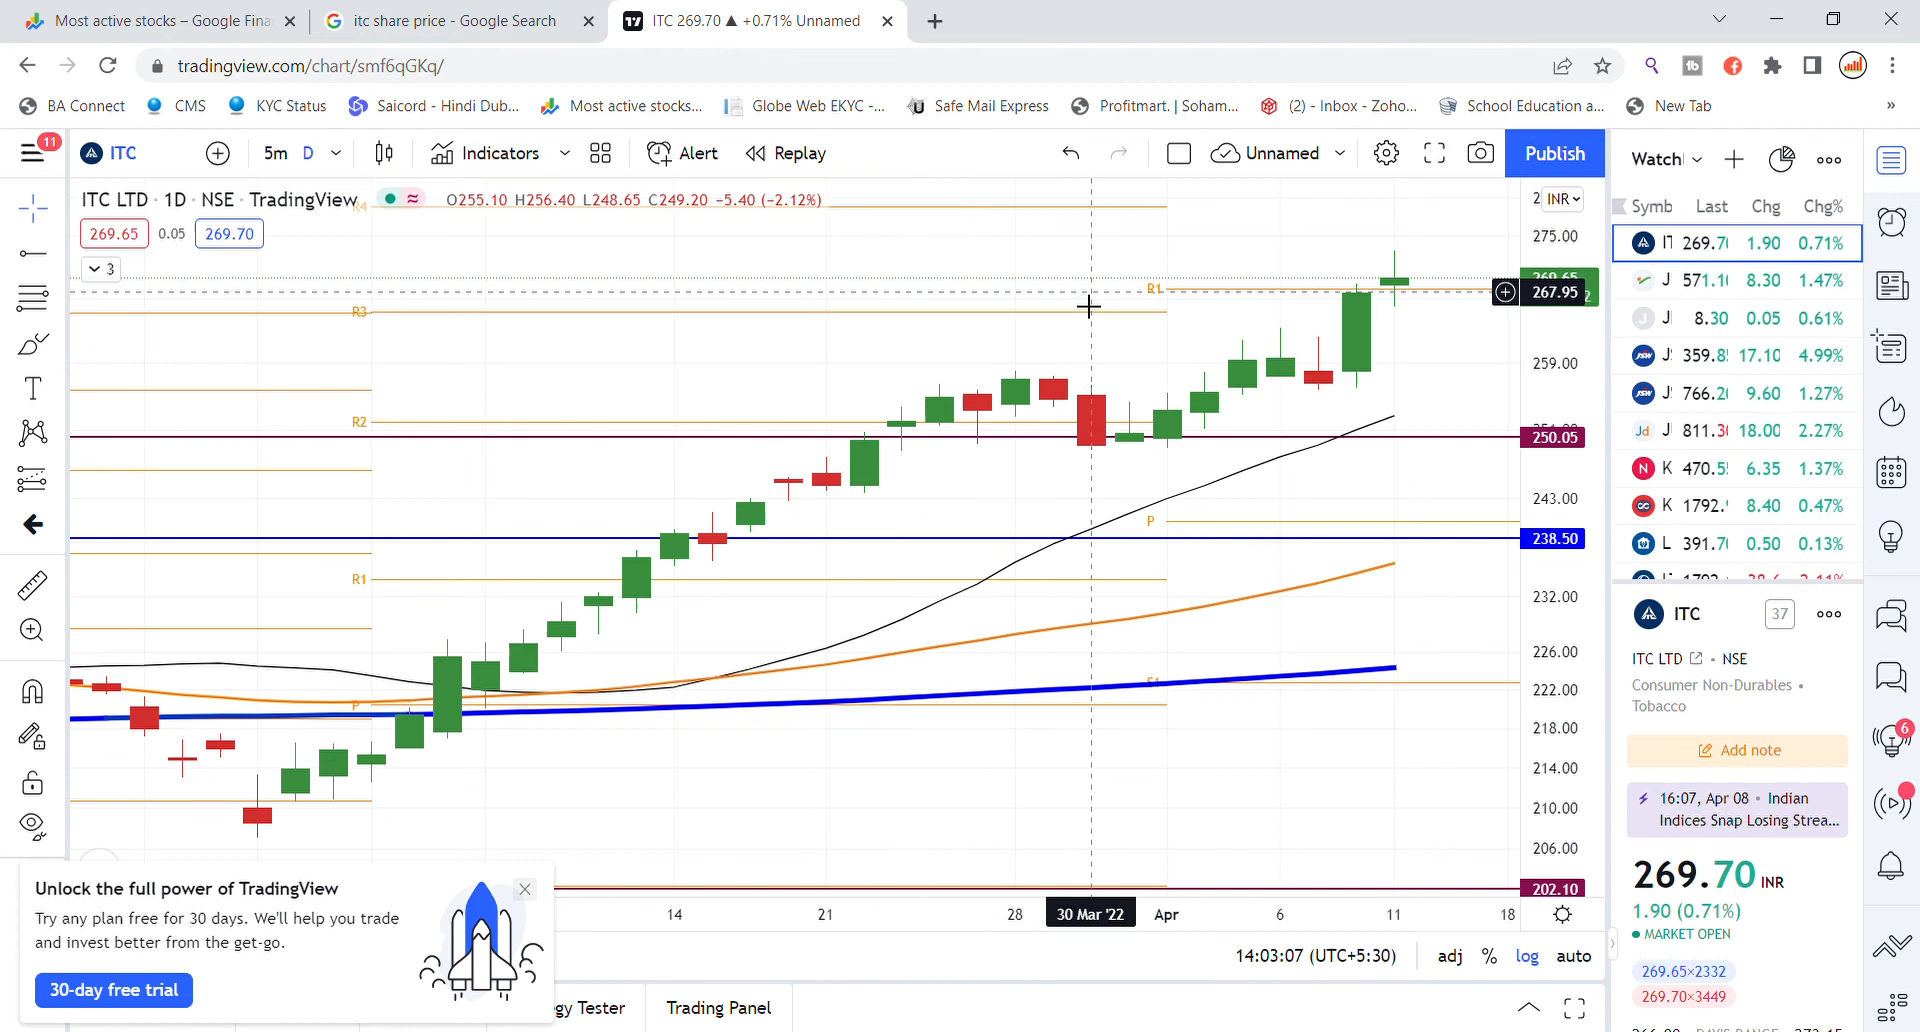 Most active stocks – Google Fina
itc share price - Google Search
ITC 269.70 ▲ +0.71% Unnamed
tradingview.com/chart/smf6qGKq/
BA Connect
CMS
KYC Status
Saicord - Hindi Dub...
Most active stocks...
Globe Web EKYC -...
Safe Mail Express
Profitmart. | Soham...
(2) - Inbox - Zoho...
School Education a...
New Tab
»
11
ITC
5m D
Indicators
Alert
Replay
Unnamed
Publish
Watchl
ITC LTD · 1D · NSE · TradingView
O255.10 H256.40 L248.65 C249.20 −5.40 (−2.12%)
269.65 0.05 269.70
3
INR
275.00
267.95
259.00
250.05
243.00
238.50
232.00
226.00
222.00
218.00
214.00
210.00
206.00
202.10
R4
R3
R2
R1
P
R1
P
S1
14 21 28 30 Mar '22 Apr 6 11 18
14:03:07 (UTC+5:30) adj % log auto
Unlock the full power of TradingView
Try any plan free for 30 days. We'll help you trade
and invest better from the get-go.
30-day free trial
gy Tester
Trading Panel
Symb Last Chg Chg%
269.70 1.90 0.71%
J 571.10 8.30 1.47%
J 8.30 0.05 0.61%
359.85 17.10 4.99%
766.20 9.60 1.27%
811.30 18.00 2.27%
K 470.55 6.35 1.37%
K 1792. 8.40 0.47%
L 391.70 0.50 0.13%
ITC
37
ITC LTD · NSE
Consumer Non-Durables •
Tobacco
Add note
16:07, Apr 08 • Indian
Indices Snap Losing Strea...
269.70 INR
1.90 (0.71%)
MARKET OPEN
269.65×2332
269.70×3449
6